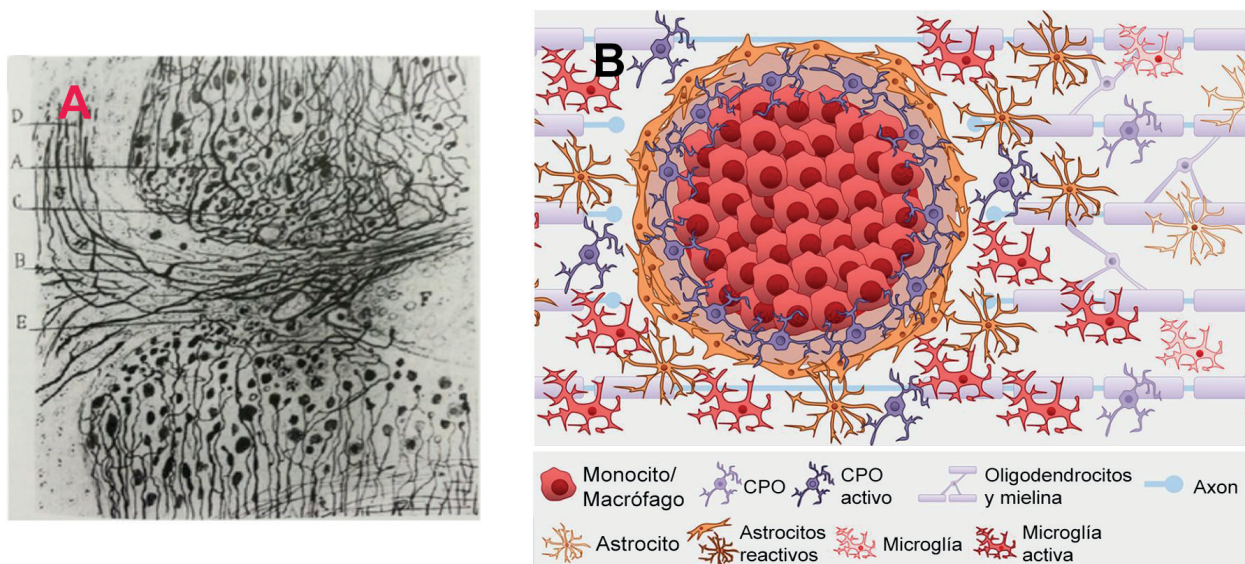 A
D
A
C
B
E
F
B
Monocito/
Macrófago
CPO
CPO
activo
Oligodendrocitos
y mielina
Axon
Astrocito
Astrocitos
reactivos
Microglía
Microglía
activa